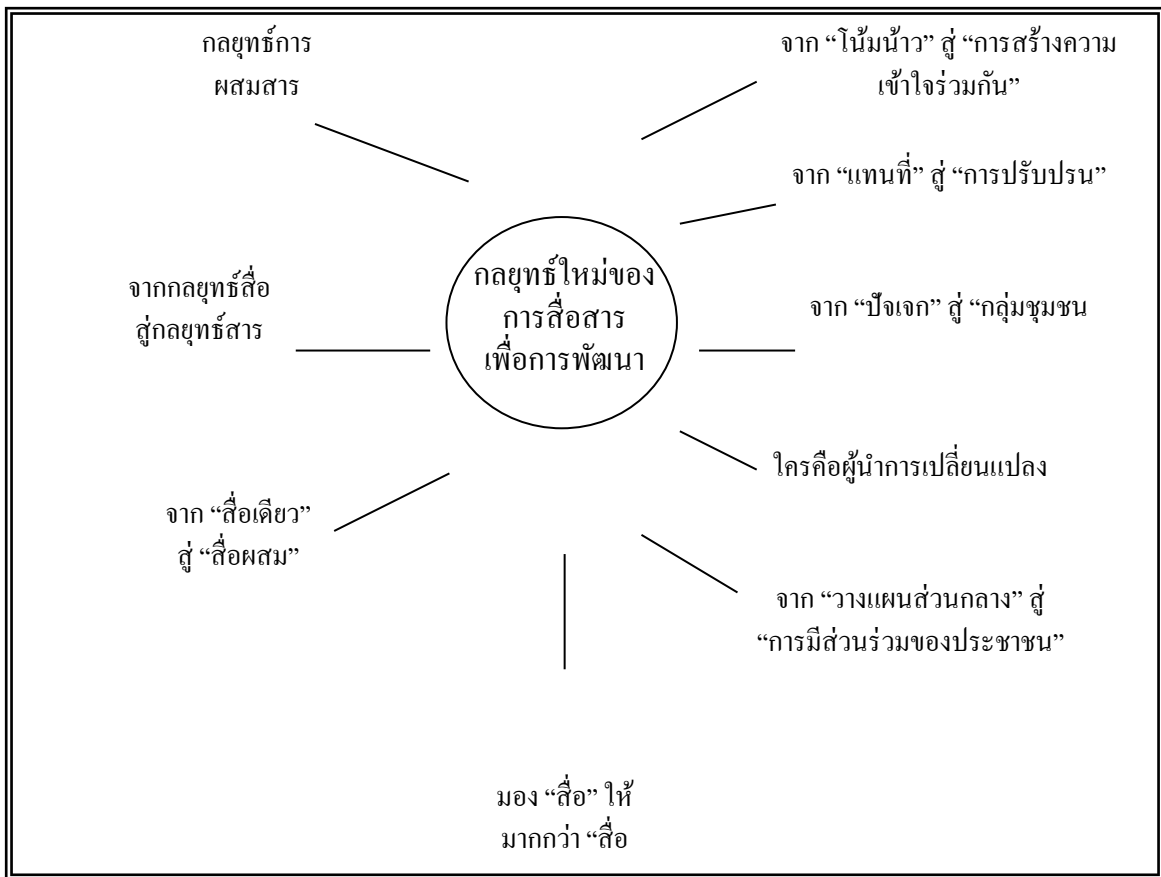 กลยุทธ์การ
ผสมสาร
จาก “โน้มน้าว” สู่ “การสร้างความ
เข้าใจร่วมกัน”
จาก “แทนที่” สู่ “การปรับปรน”
กลยุทธ์ใหม่ของ
การสื่อสาร
เพื่อการพัฒนา
จากกลยุทธ์สื่อ
สู่กลยุทธ์สาร
จาก “ปัจเจก” สู่ “กลุ่มชุมชน
ใครคือผู้นำการเปลี่ยนแปลง
จาก “สื่อเดียว”
สู่ “สื่อผสม”
จาก “วางแผนส่วนกลาง” สู่
“การมีส่วนร่วมของประชาชน”
มอง “สื่อ” ให้
มากกว่า “สื่อ